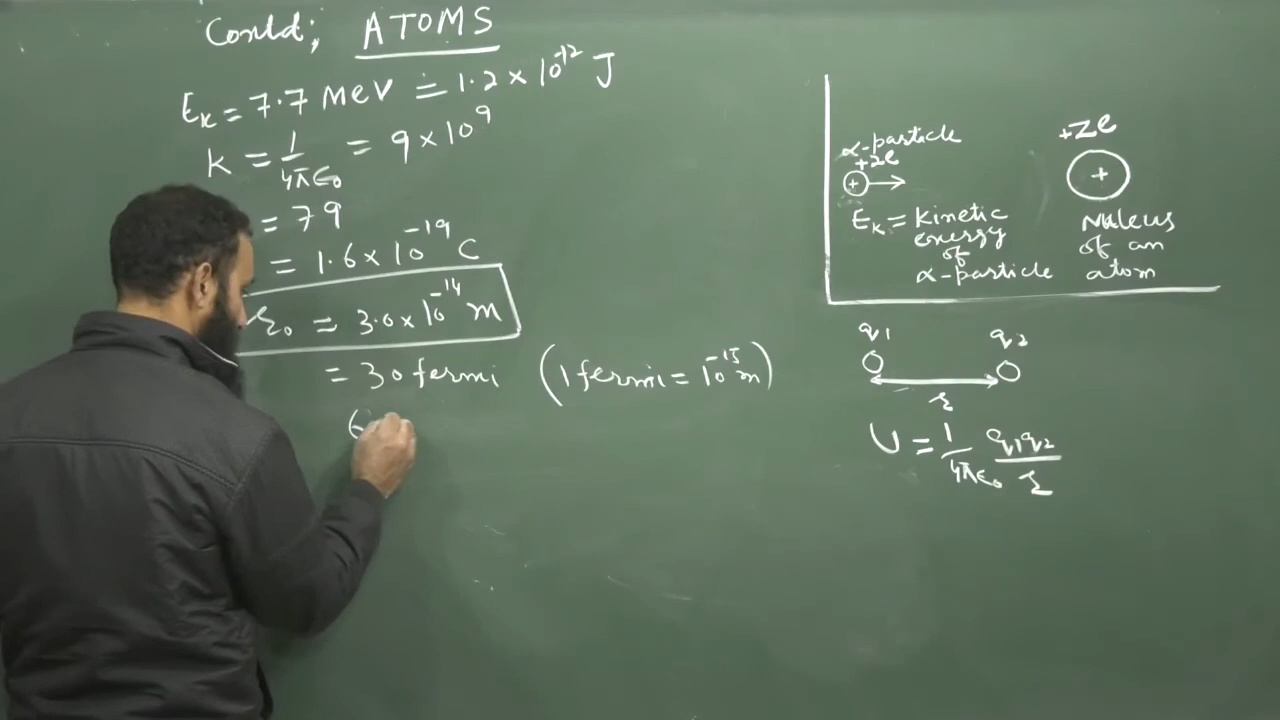 Contd; ATOMS
Eₖ = 7.7 MeV = 1.2 × 10⁻¹² J
K = 1/4πε₀ = 9 × 10⁹
= 79
= 1.6 × 10⁻¹⁹ C
r₀ = 3.0 × 10⁻¹⁴ m
= 30 fermi (1 fermi = 10⁻¹⁵ m)
α-particle
+2e
+
Eₖ = Kinetic
energy
of
α-particle
+Ze
+
Nuleus
of an
atom
q₁ q₂
r
U = 1/4πε₀ q₁q₂/r